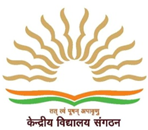 तत् त्वं पूषन् अपावृणु
केन्द्रीय विद्यालय संगठन